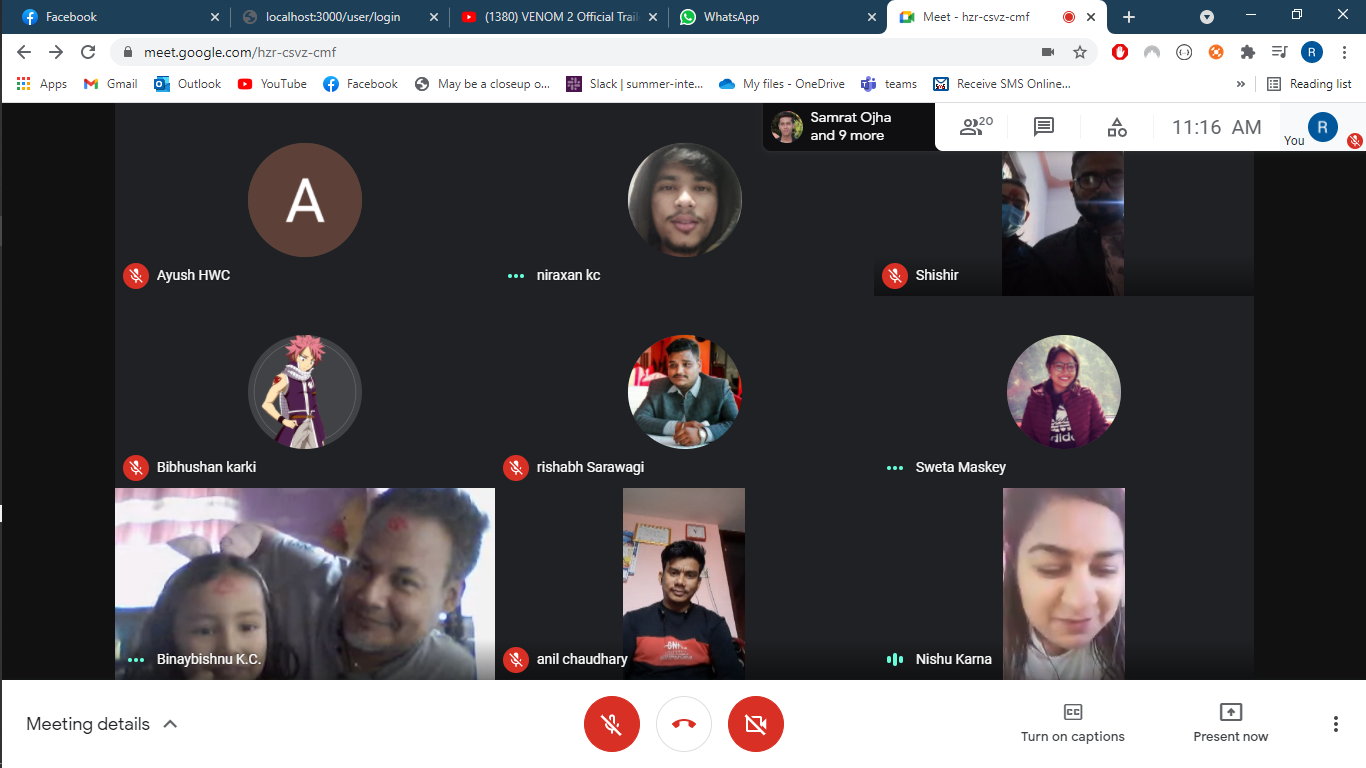 Facebook
localhost:3000/user/login
(1380) VENOM 2 Official Trail
WhatsApp
Meet - hzr-csvz-cmf
meet.google.com/hzr-csvz-cmf
R
Apps
Gmail
Outlook
YouTube
Facebook
May be a closeup o...
Slack | summer-inte...
My files - OneDrive
teams
Receive SMS Online...
»
Reading list
Samrat Ojha
and 9 more
20
11:16 AM
You
R
A
Ayush HWC
niraxan kc
Shishir
Bibhushan karki
rishabh Sarawagi
adidas
Sweta Maskey
Binaybishnu K.C.
anil chaudhary
Nishu Karna
Meeting details
CC
Turn on captions
Present now